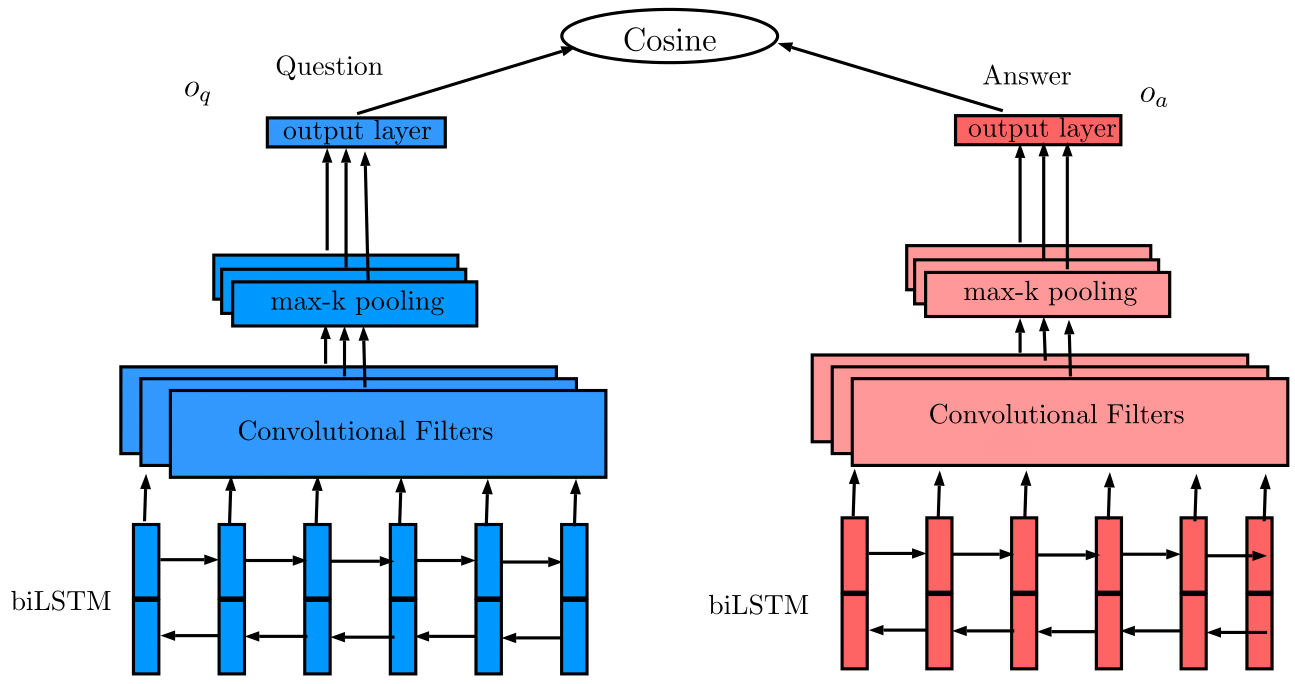 Cosine
Question
Answer
o_q
o_a
output layer
output layer
max-k pooling
max-k pooling
Convolutional Filters
Convolutional Filters
biLSTM
biLSTM